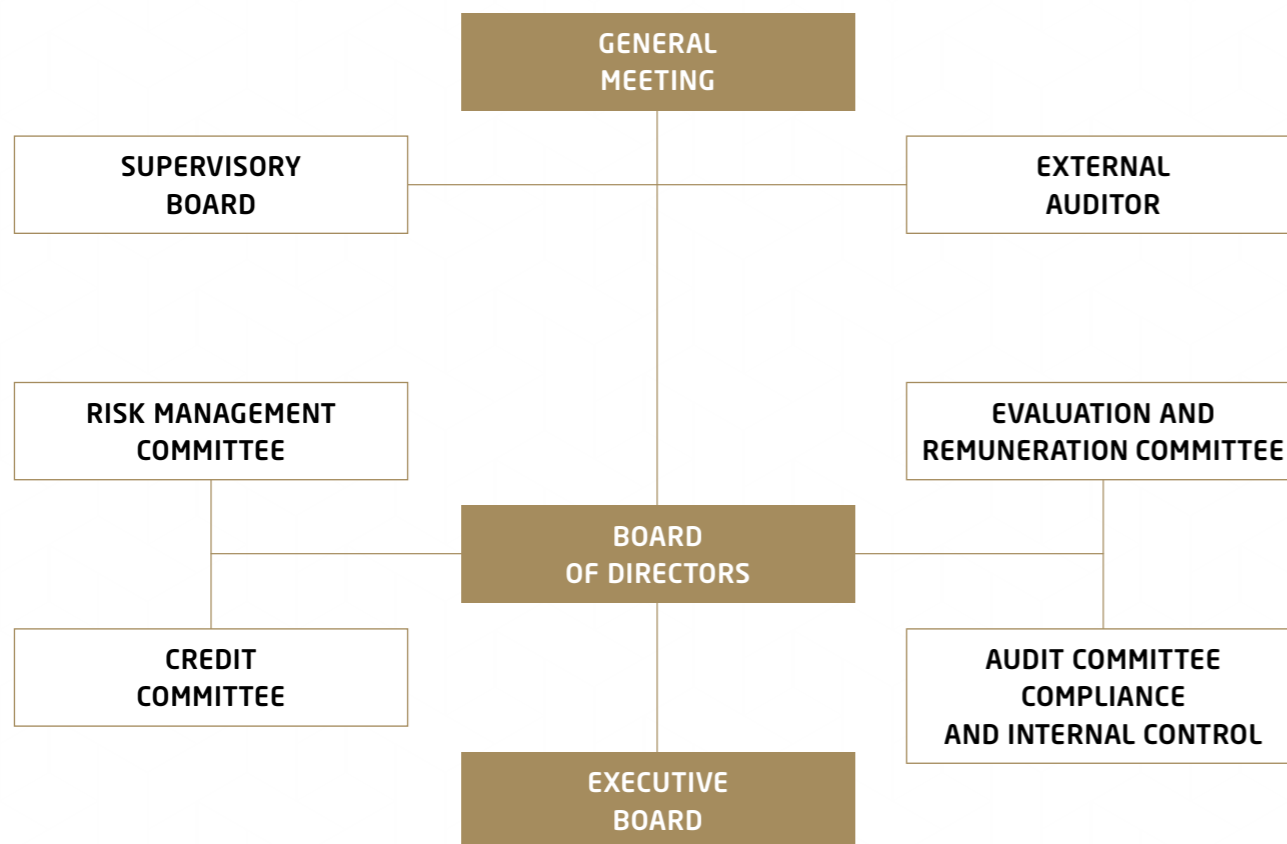 GENERAL
MEETING
SUPERVISORY
BOARD
EXTERNAL
AUDITOR
RISK MANAGEMENT
COMMITTEE
EVALUATION AND
REMUNERATION COMMITTEE
BOARD
OF DIRECTORS
CREDIT
COMMITTEE
AUDIT COMMITTEE
COMPLIANCE
AND INTERNAL CONTROL
EXECUTIVE
BOARD